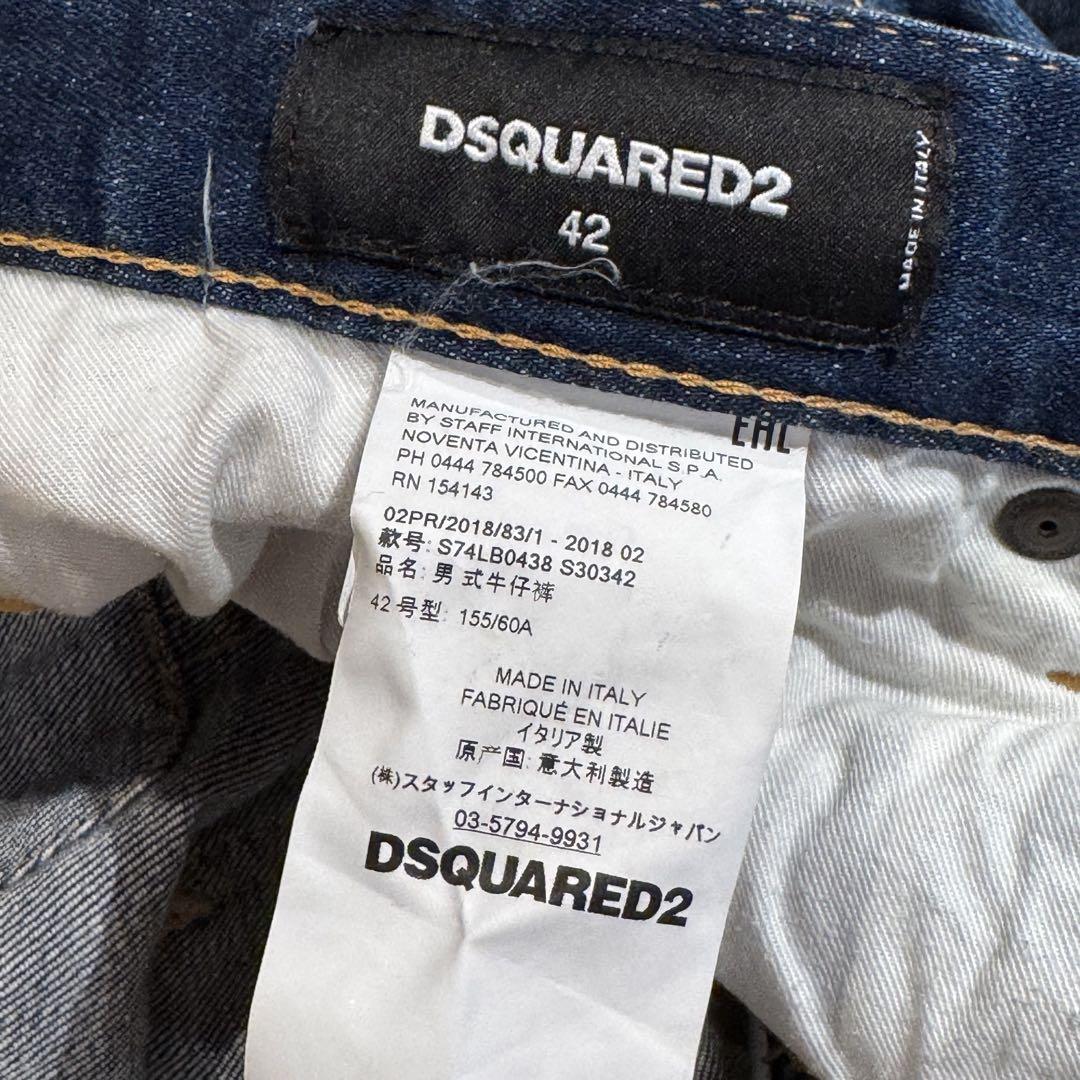 DSQUARED2
42
MADE IN ITALY
EAC
MANUFACTURED AND DISTRIBUTED
BY STAFF INTERNATIONAL S.P.A.
NOVENTA VICENTINA - ITALY
PH 0444 784500 FAX 0444 784580
RN 154143
02PR/2018/83/1 - 2018 02
款号: S74LB0438 S30342
品名: 男式牛仔裤
42号型: 155/60A
MADE IN ITALY
FABRIQUÉ EN ITALIE
イタリア製
原产国: 意大利製造
(株)スタッフインターナショナルジャパン
03-5794-9931
DSQUARED2